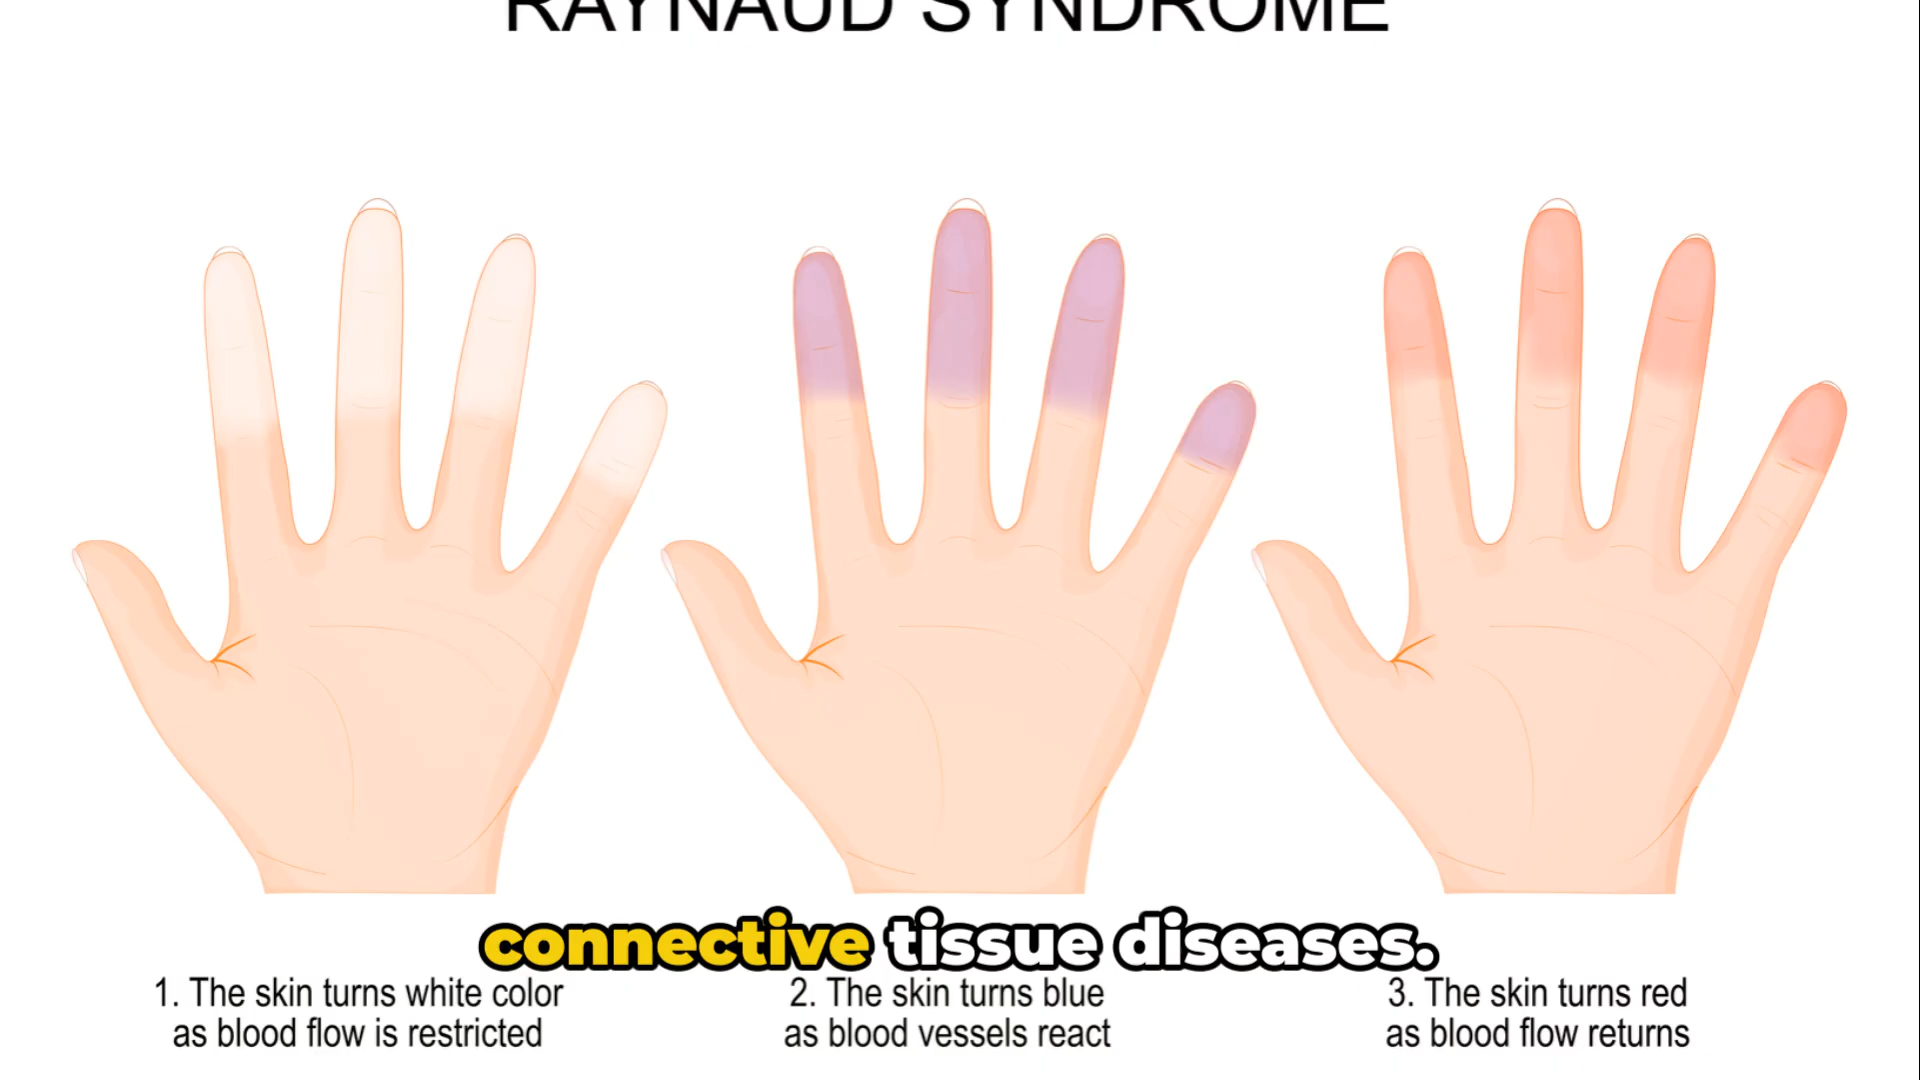 RAYNAUD SYNDROME
connective tissue diseases.
1. The skin turns white color
as blood flow is restricted
2. The skin turns blue
as blood vessels react
3. The skin turns red
as blood flow returns